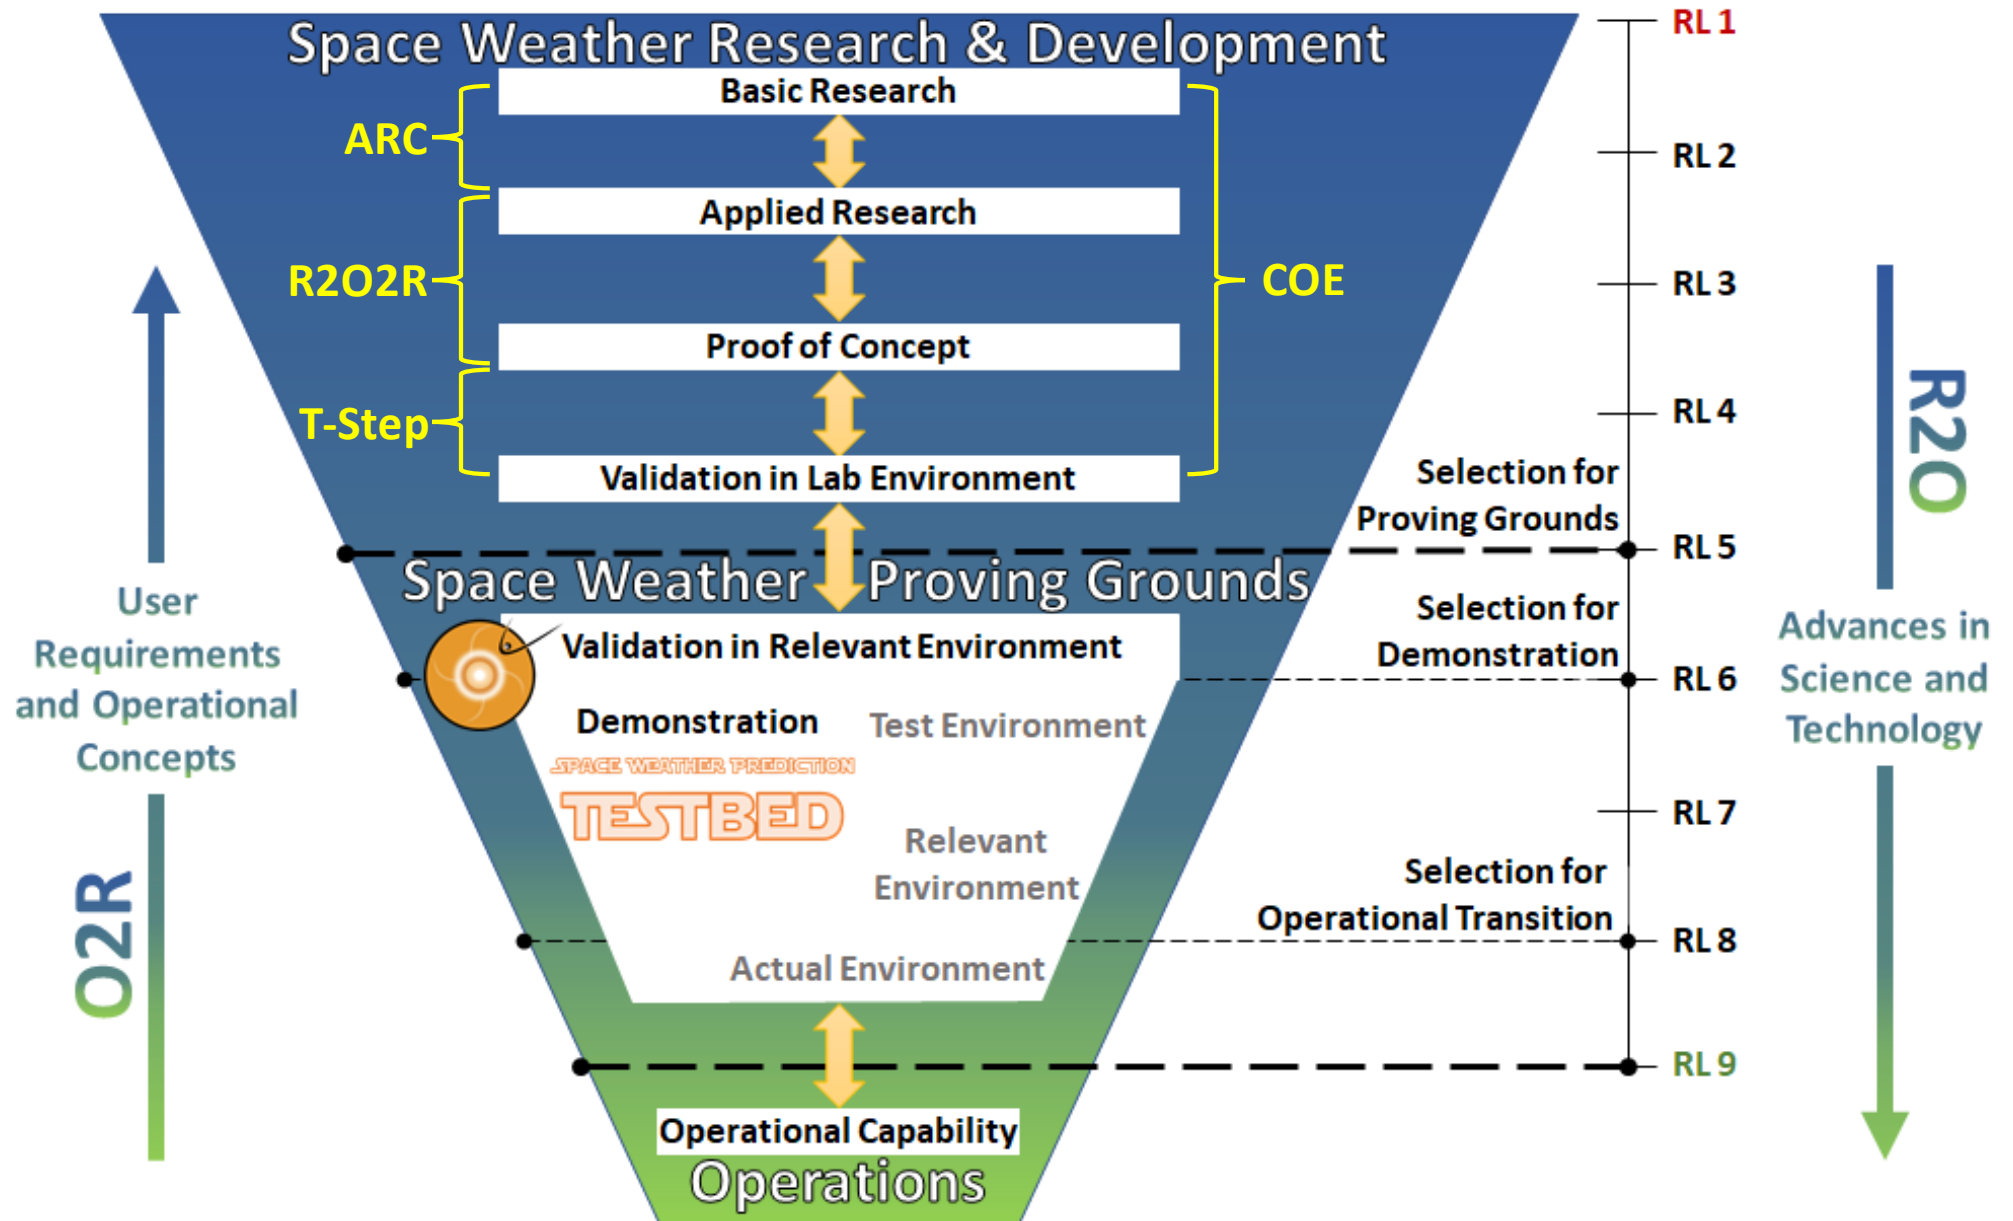 Space Weather Research & Development
Basic Research
ARC
Applied Research
R2O2R
COE
Proof of Concept
T-Step
Validation in Lab Environment
Space Weather Proving Grounds
Validation in Relevant Environment
Demonstration
Test Environment
SPACE WEATHER PREDICTION
TESTBED
Relevant
Environment
Actual Environment
Operational Capability
Operations
User
Requirements
and Operational
Concepts
O2R
Selection for
Proving Grounds
Selection for
Demonstration
Selection for
Operational Transition
RL 1
RL 2
RL 3
RL 4
RL 5
RL 6
RL 7
RL 8
RL 9
R2O
Advances in
Science and
Technology